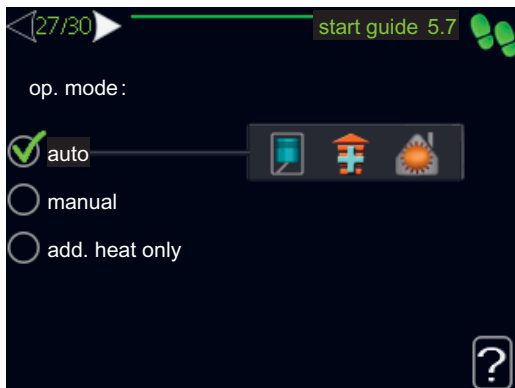 27/30 start guide 5.7
op. mode:
auto
manual
add. heat only
?